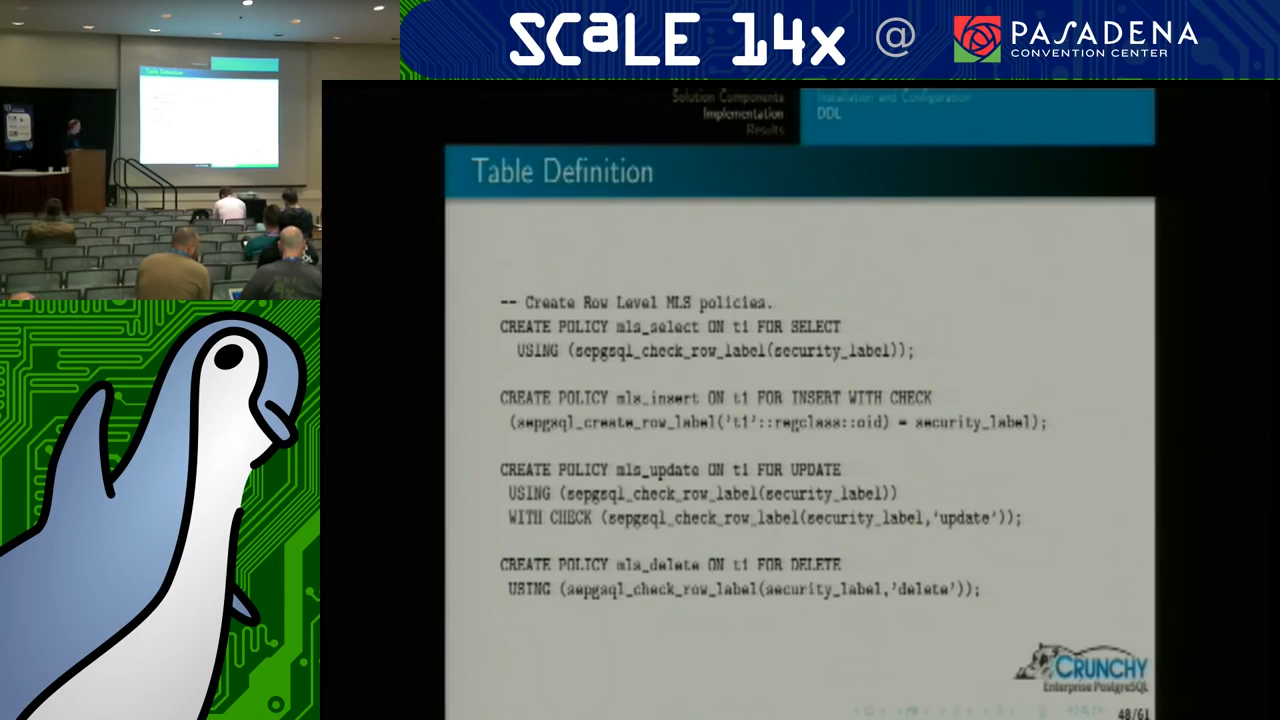 SCaLE 14x @ PASADENA
CONVENTION CENTER
Solution Components
Implementation
Results
Installation and Configuration
DDL
Table Definition
-- Create Row Level MLS policies.
CREATE POLICY mls_select ON t1 FOR SELECT
USING (sepgsql_check_row_label(security_label));
CREATE POLICY mls_insert ON t1 FOR INSERT WITH CHECK
(sepgsql_create_row_label('t1'::regclass::oid) = security_label);
CREATE POLICY mls_update ON t1 FOR UPDATE
USING (sepgsql_check_row_label(security_label))
WITH CHECK (sepgsql_check_row_label(security_label,'update'));
CREATE POLICY mls_delete ON t1 FOR DELETE
USING (sepgsql_check_row_label(security_label,'delete'));
CRUNCHY
Enterprise PostgreSQL
48/61
Table Definition